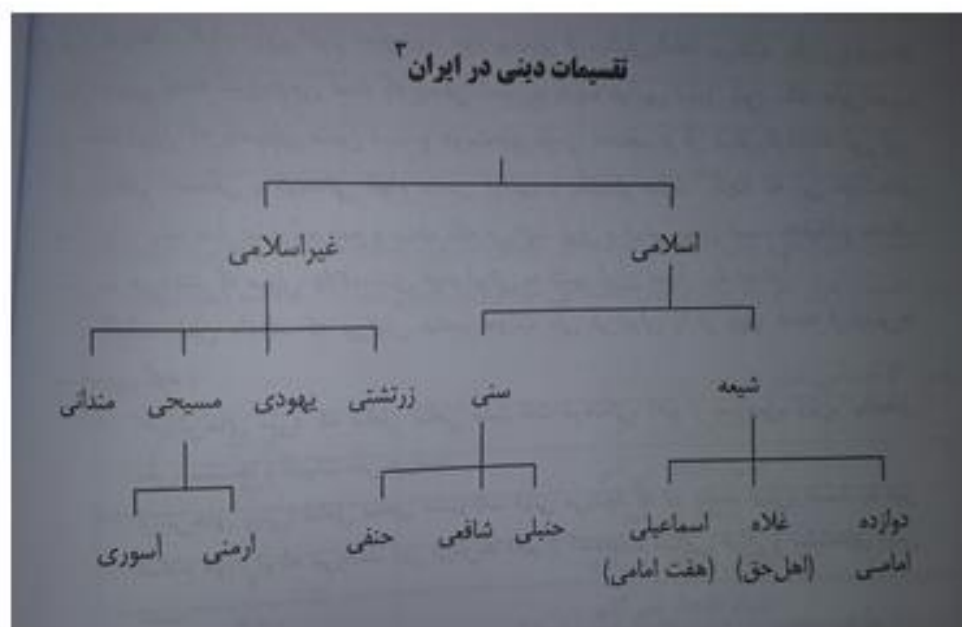 تقسیمات دینی در ایران۳
اسلامی غیراسلامی
شیعه سنی زرتشتی یهودی مسیحی مندائی
دوازده غلاه اسماعیلی حنبلی شافعی حنفی ارمنی آسوری
امامی (اهل‌حق) (هفت امامی)